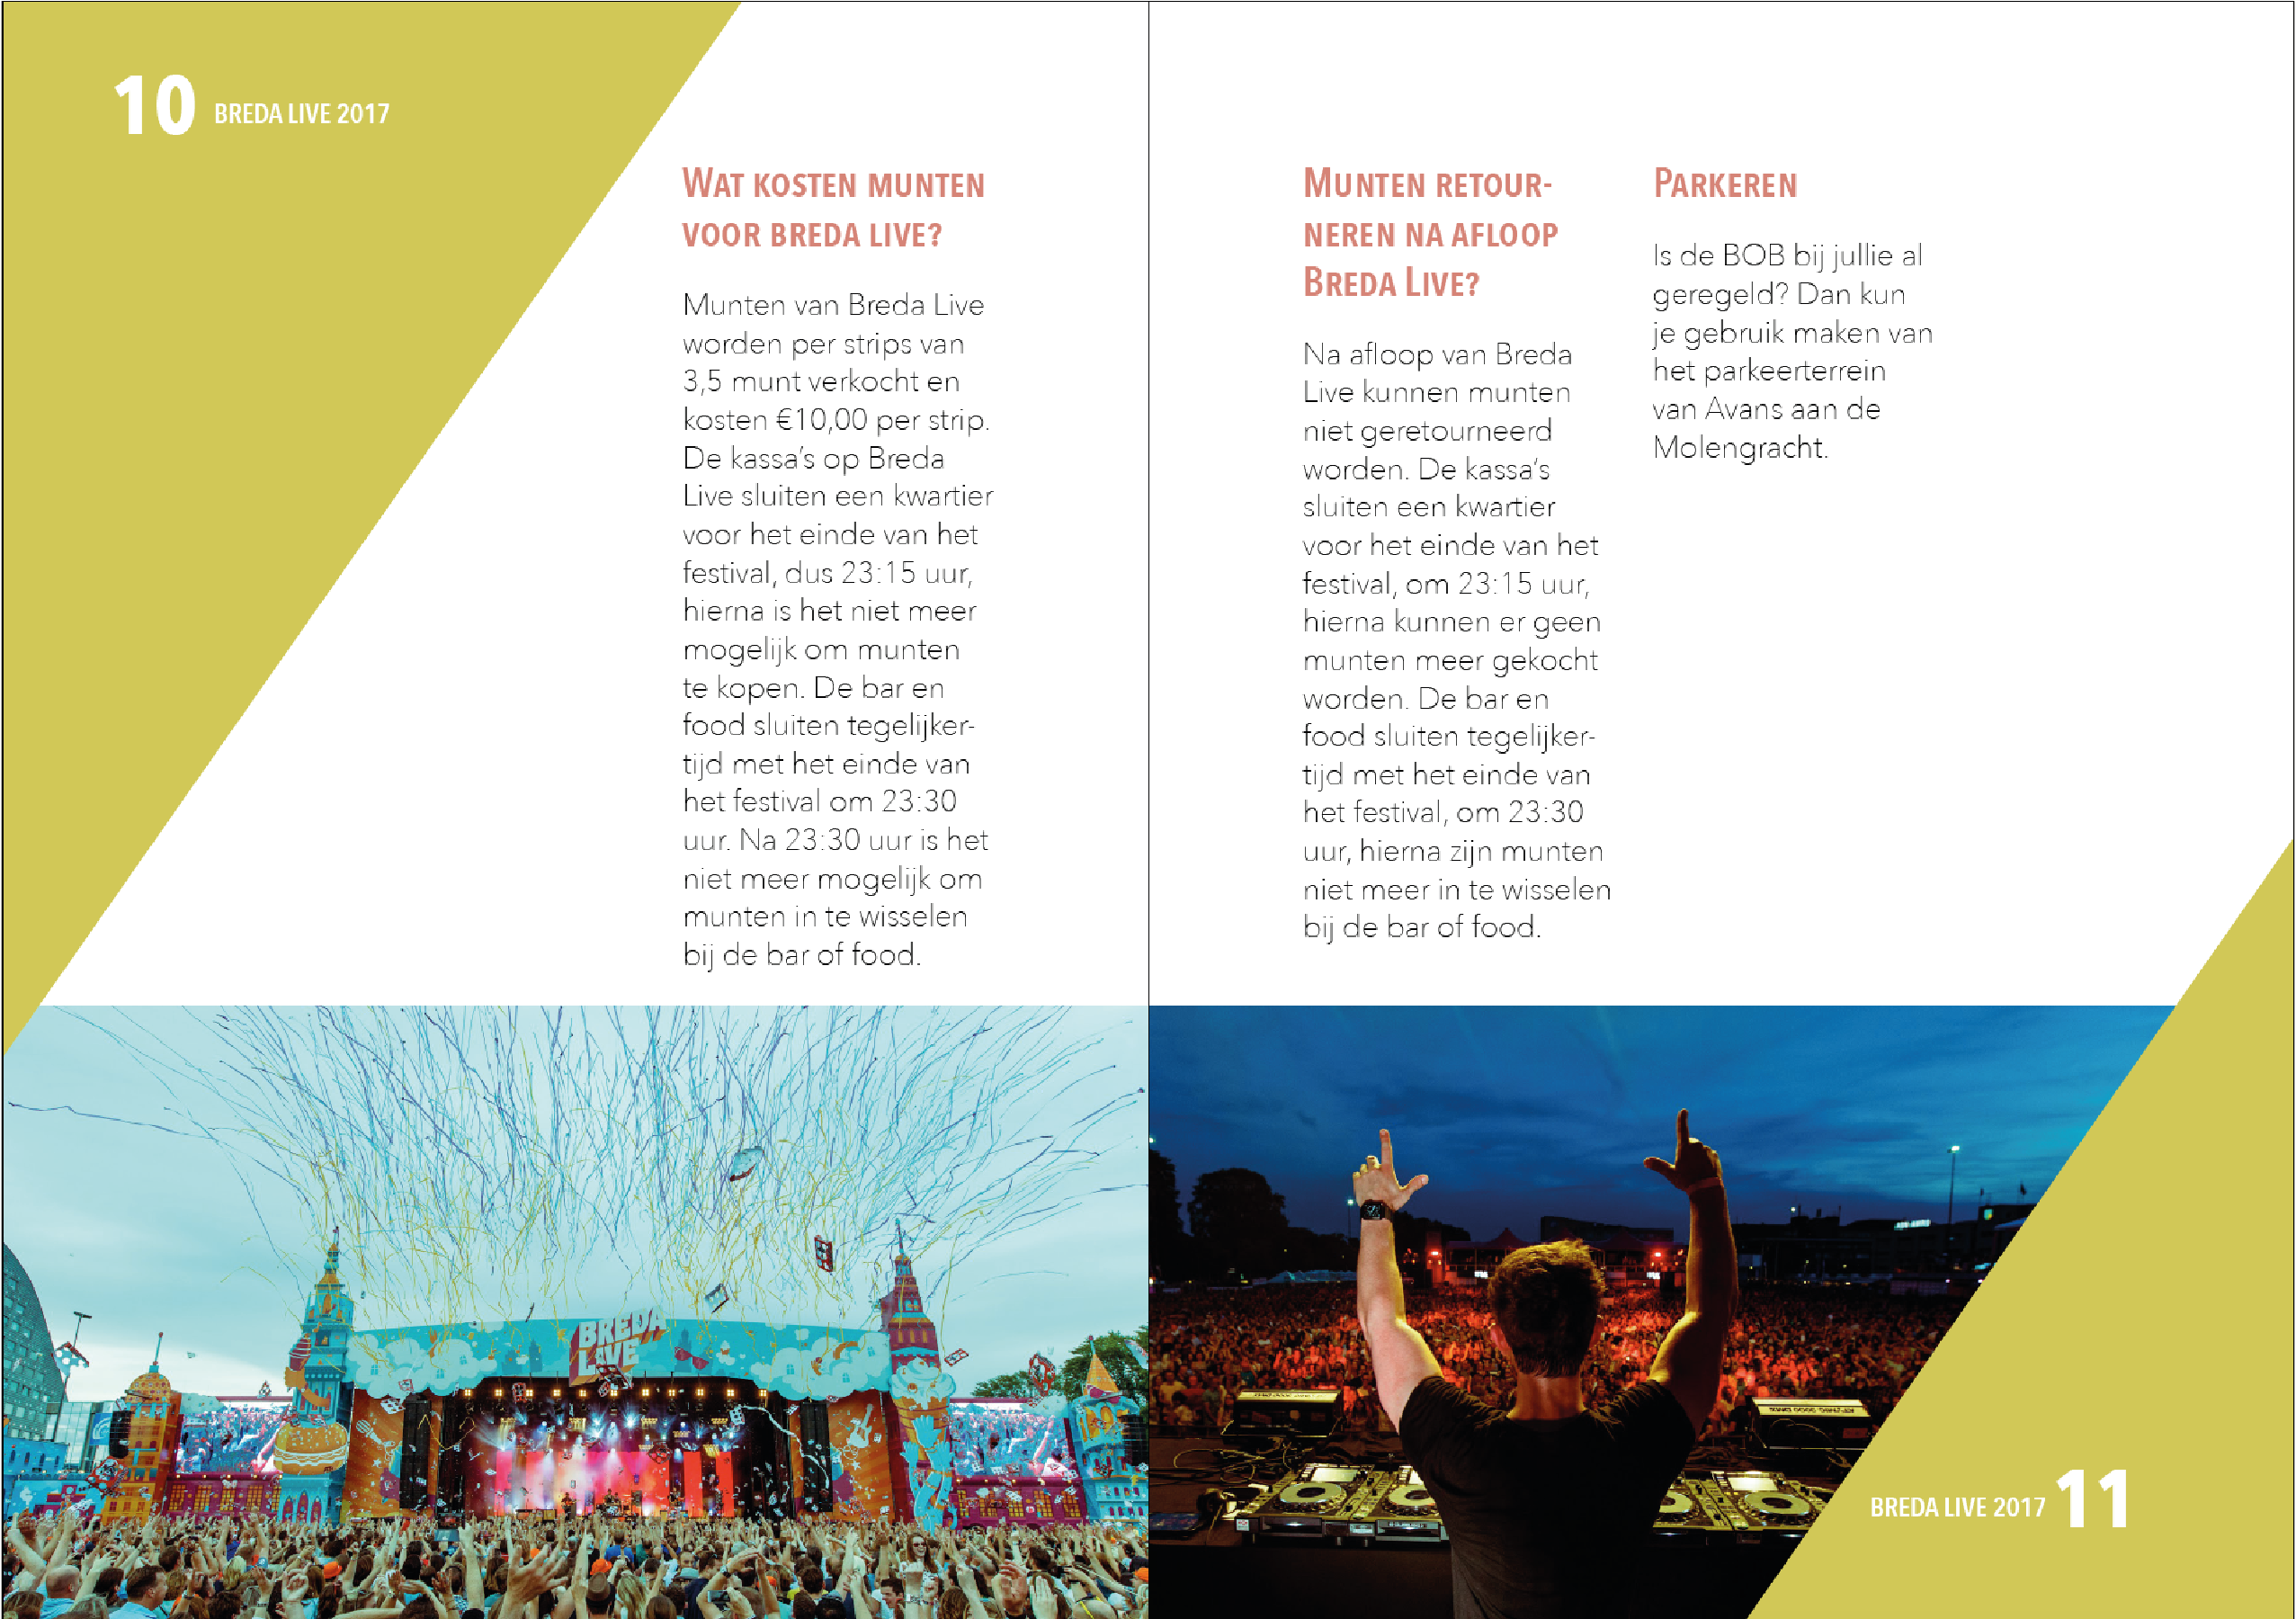 10 BREDA LIVE 2017
WAT KOSTEN MUNTEN
VOOR BREDA LIVE?
Munten van Breda Live
worden per strips van
3,5 munt verkocht en
kosten €10,00 per strip.
De kassa's op Breda
Live sluiten een kwartier
voor het einde van het
festival, dus 23:15 uur,
hierna is het niet meer
mogelijk om munten
te kopen. De bar en
food sluiten tegelijker-
tijd met het einde van
het festival om 23:30
uur. Na 23:30 uur is het
niet meer mogelijk om
munten in te wisselen
bij de bar of food.
BREDA
LIVE
MUNTEN RETOUR-
NEREN NA AFLOOP
BREDA LIVE?
Na afloop van Breda
Live kunnen munten
niet geretourneerd
worden. De kassa's
sluiten een kwartier
voor het einde van het
festival, om 23:15 uur,
hierna kunnen er geen
munten meer gekocht
worden. De bar en
food sluiten tegelijker-
tijd met het einde van
het festival, om 23:30
uur, hierna zijn munten
niet meer in te wisselen
bij de bar of food.
PARKEREN
Is de BOB bij jullie al
geregeld? Dan kun
je gebruik maken van
het parkeerterrein
van Avans aan de
Molengracht.
BREDA LIVE 2017 11